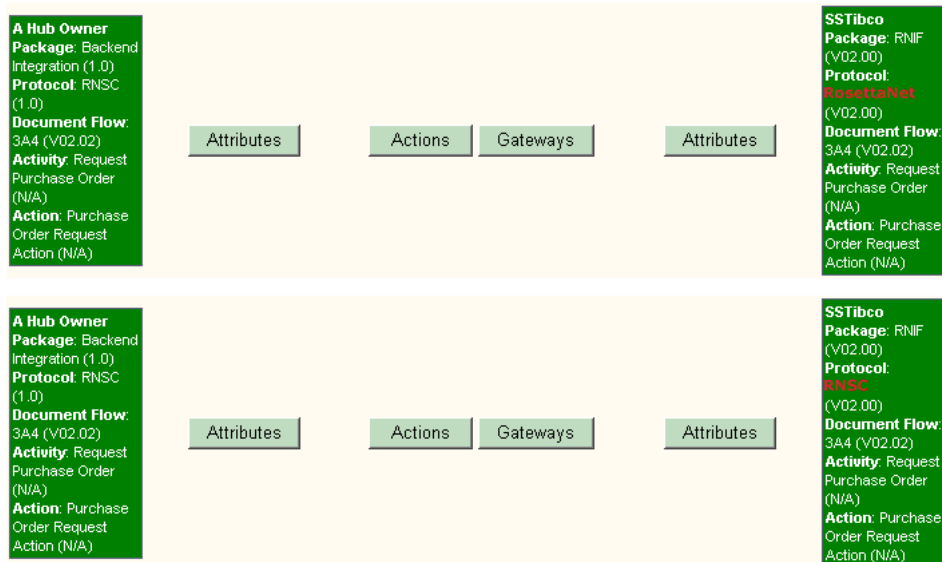 A Hub Owner
Package: Backend
Integration (1.0)
Protocol: RNSC
(1.0)
Document Flow:
3A4 (V02.02)
Activity: Request
Purchase Order
(N/A)
Action: Purchase
Order Request
Action (N/A)
Attributes
Actions
Gateways
Attributes
SSTibco
Package: RNIF
(V02.00)
Protocol:
RosettaNet
(V02.00)
Document Flow:
3A4 (V02.02)
Activity: Request
Purchase Order
(N/A)
Action: Purchase
Order Request
Action (N/A)
A Hub Owner
Package: Backend
Integration (1.0)
Protocol: RNSC
(1.0)
Document Flow:
3A4 (V02.02)
Activity: Request
Purchase Order
(N/A)
Action: Purchase
Order Request
Action (N/A)
Attributes
Actions
Gateways
Attributes
SSTibco
Package: RNIF
(V02.00)
Protocol:
RNSC
(V02.00)
Document Flow:
3A4 (V02.02)
Activity: Request
Purchase Order
(N/A)
Action: Purchase
Order Request
Action (N/A)